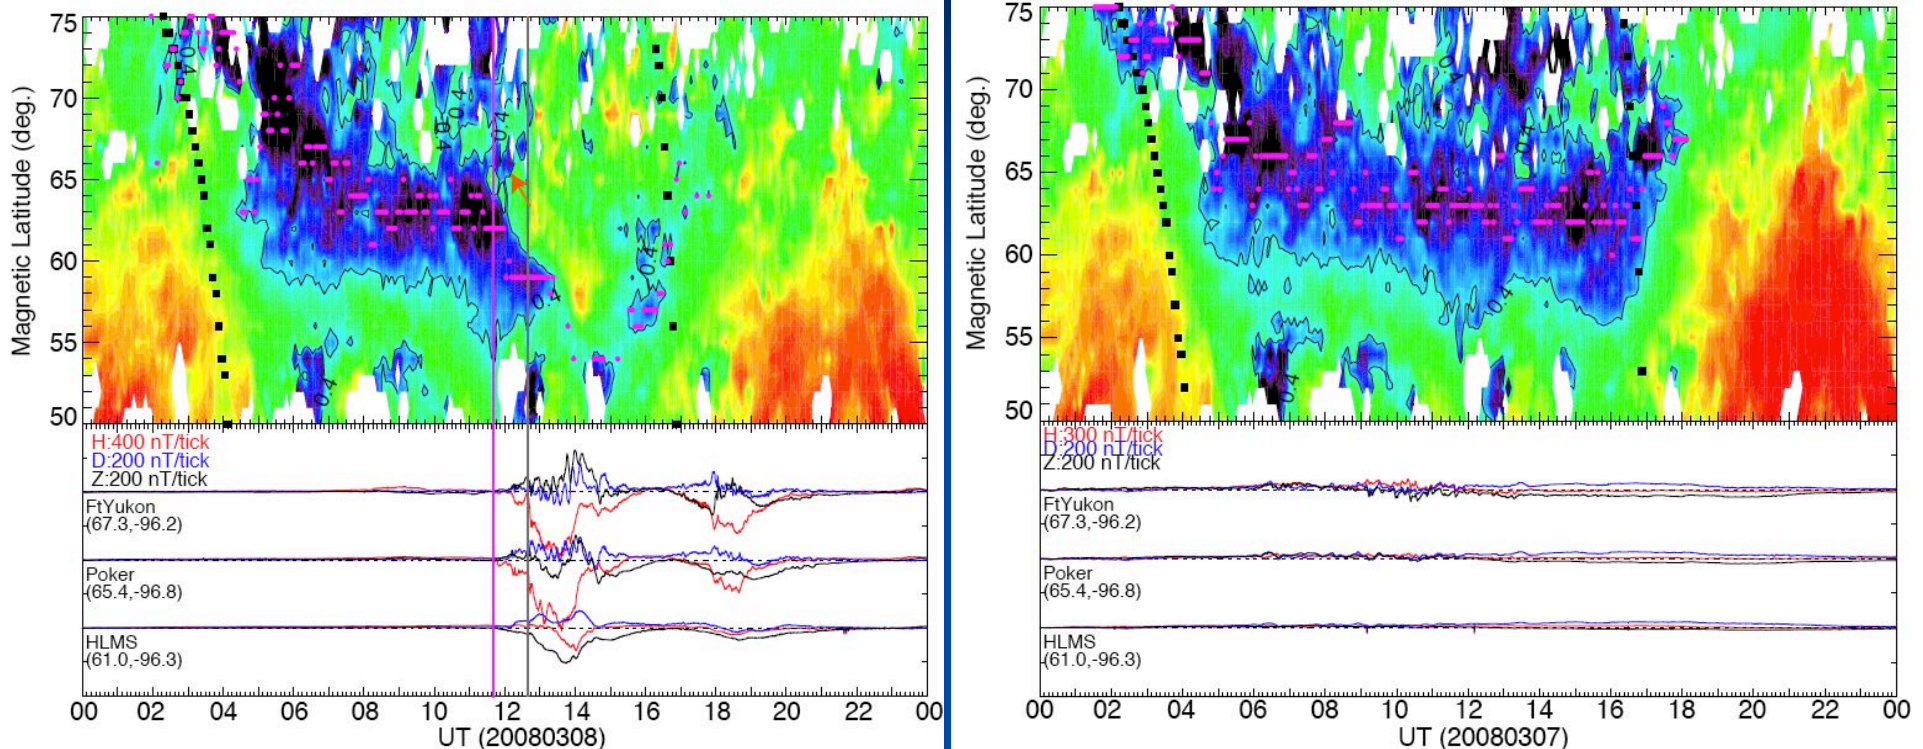 75
70
65
60
55
50
Magnetic Latitude (deg.)
0.4
0.4
0.4
0.4
0.4
0.4
0.4
H:400 nT/tick
D:200 nT/tick
Z:200 nT/tick
FtYukon
(67.3,-96.2)
Poker
(65.4,-96.8)
HLMS
(61.0,-96.3)
00 02 04 06 08 10 12 14 16 18 20 22 00
UT (20080308)
75
70
65
60
55
50
Magnetic Latitude (deg.)
0.4
0.4
0.4
0.4
H:300 nT/tick
D:200 nT/tick
Z:200 nT/tick
FtYukon
(67.3,-96.2)
Poker
(65.4,-96.8)
HLMS
(61.0,-96.3)
00 02 04 06 08 10 12 14 16 18 20 22 00
UT (20080307)